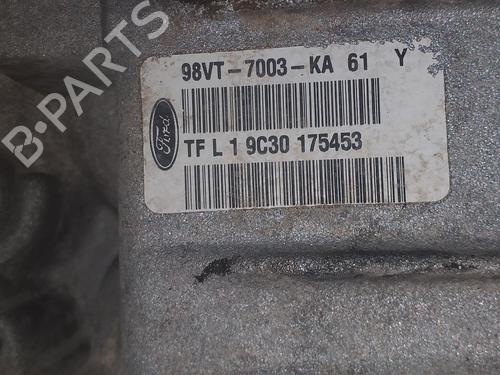 B-PARTS
98VT-7003-KA 61 Y
Ford
TF L 1 9C30 175453